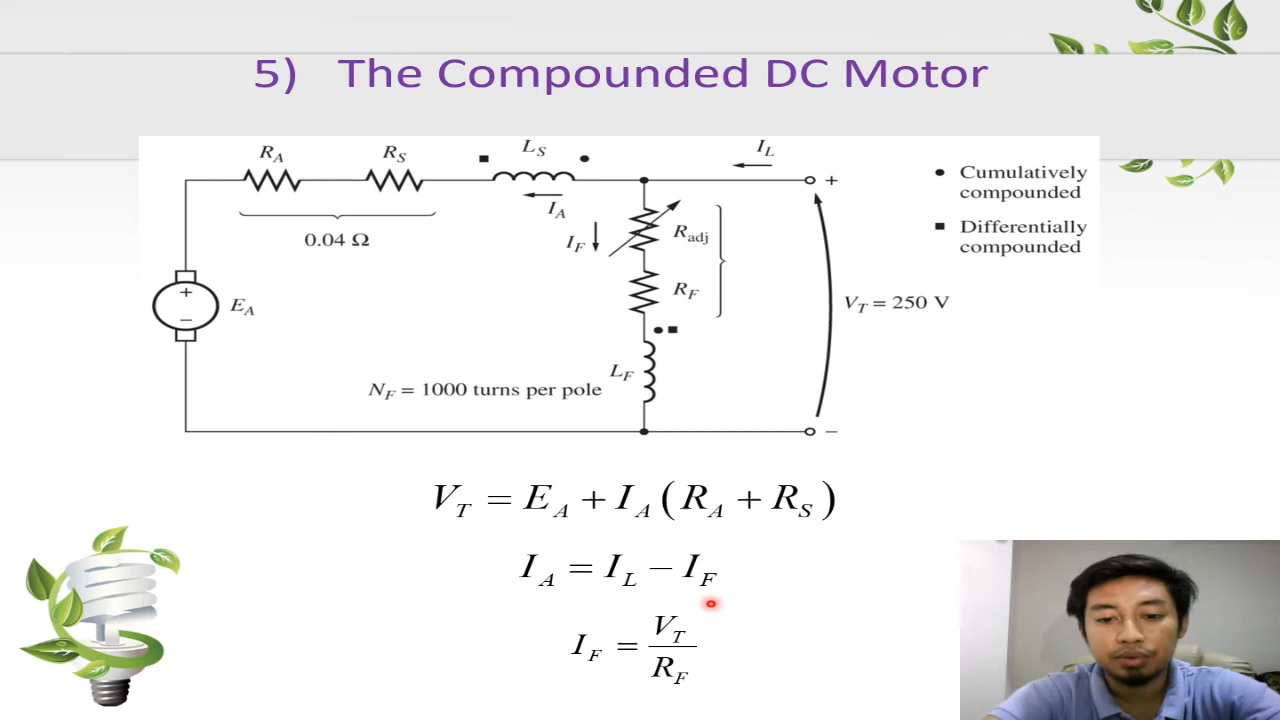 5) The Compounded DC Motor
R_A R_S L_S I_L
+
• Cumulatively
compounded
■ Differentially
compounded
I_A
0.04 Ω
I_F
R_adj
R_F
+
−
E_A
V_T = 250 V
L_F
N_F = 1000 turns per pole
−
V_T = E_A + I_A (R_A + R_S)
I_A = I_L − I_F
I_F = V_T / R_F